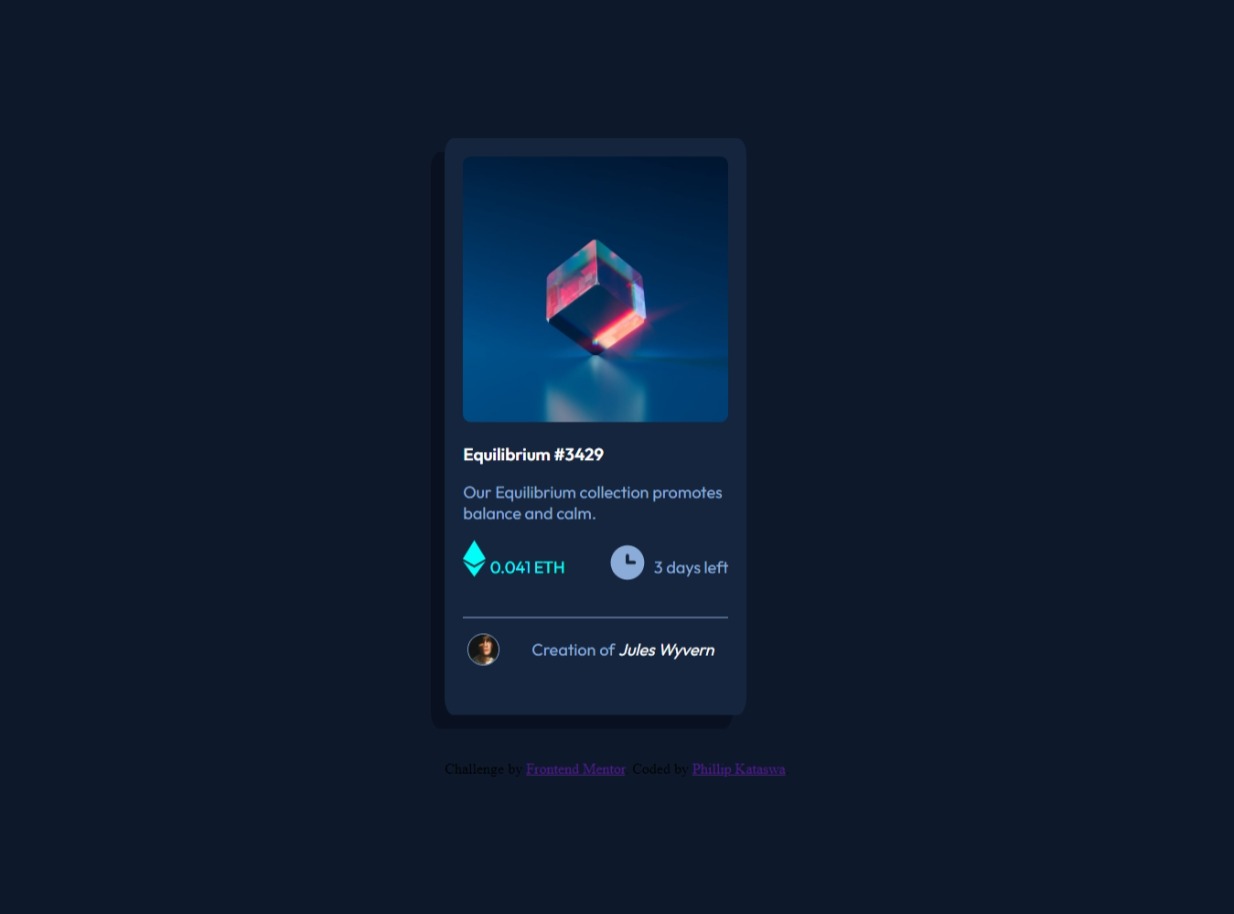 Equilibrium #3429
Our Equilibrium collection promotes
balance and calm.
0.041 ETH
3 days left
Creation of Jules Wyvern
Challenge by Frontend Mentor. Coded by Phillip Kataswa.